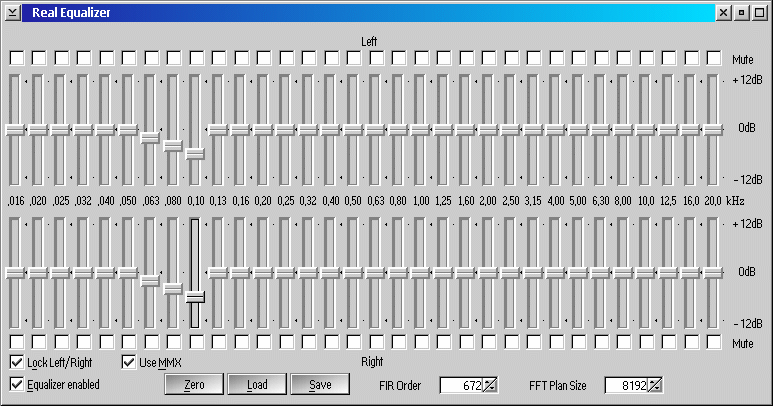 Real Equalizer
Left
Mute
+12dB
0dB
-12dB
,016 ,020 ,025 ,032 ,040 ,050 ,063 ,080 0,10 0,13 0,16 0,20 0,25 0,32 0,40 0,50 0,63 0,80 1,00 1,25 1,60 2,00 2,50 3,15 4,00 5,00 6,30 8,00 10,0 12,5 16,0 20,0 kHz
+12dB
0dB
-12dB
Mute
Lock Left/Right Use MMX Right
Equalizer enabled Zero Load Save FIR Order 672 FFT Plan Size 8192